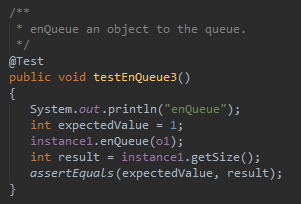 /**
 * enQueue an object to the queue.
 */
@Test
public void testEnQueue3()
{
    System.out.println("enQueue");
    int expectedValue = 1;
    instance1.enQueue(o1);
    int result = instance1.getSize();
    assertEquals(expectedValue, result);
}